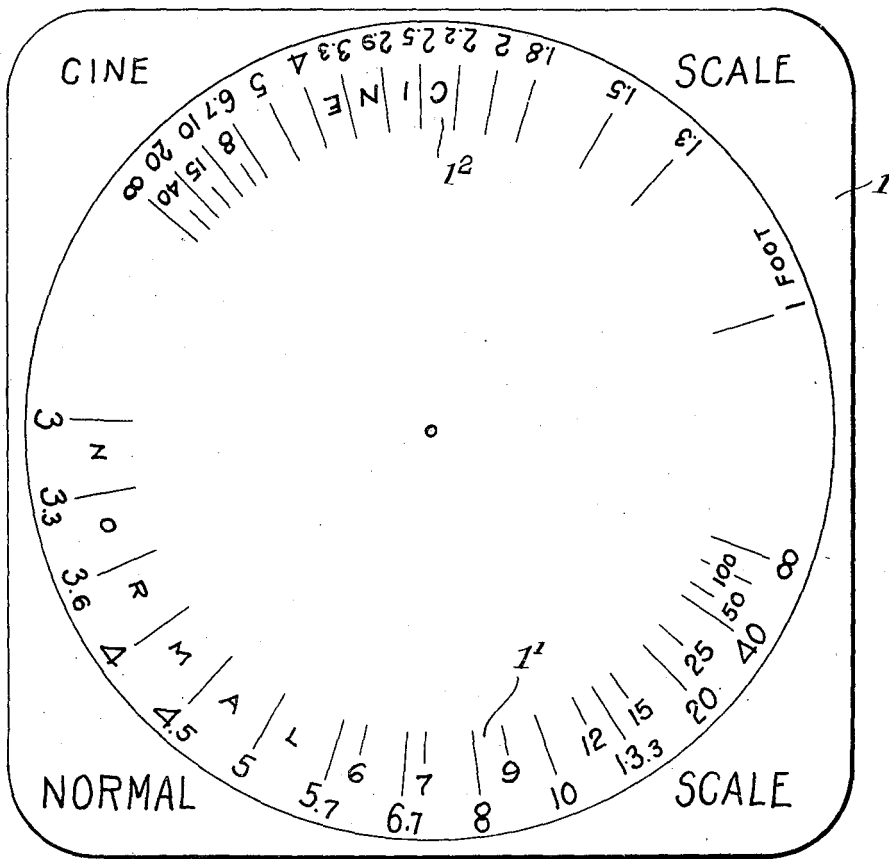 CINE SCALE
∞ 20 10 6.7 5 4 3.3 2.9 2.5 2.2 2 1.8 1.5 1.3 1 FOOT
40 15 8
CINE
1²
1
3 3.3 3.6 4 4.5 5 5.7 6.7 8 10 13.3 20 40 ∞
6 7 9 12 15 25 50 100
NORMAL
1¹
NORMAL SCALE